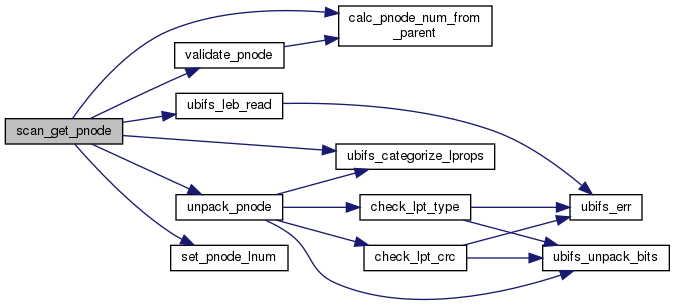 calc_pnode_num_from
_parent
validate_pnode
ubifs_leb_read
scan_get_pnode
ubifs_categorize_lprops
unpack_pnode
check_lpt_type
ubifs_err
set_pnode_lnum
check_lpt_crc
ubifs_unpack_bits